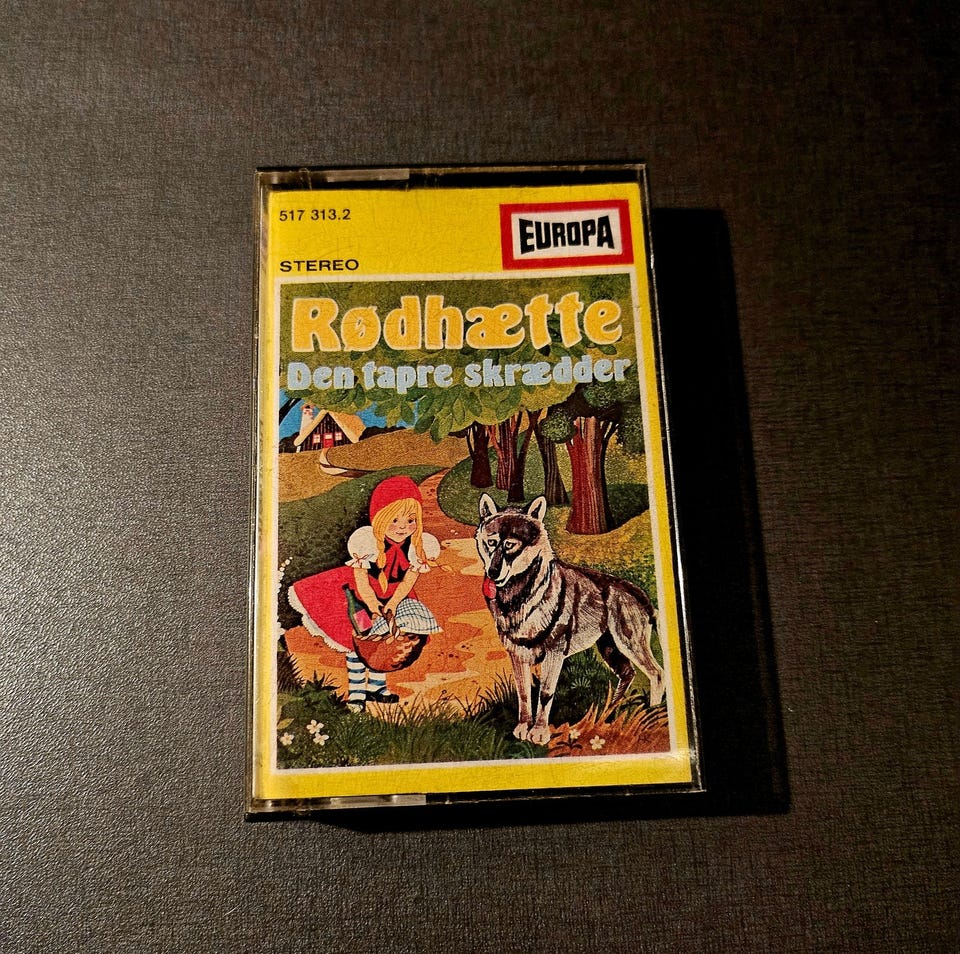 517 313.2
EUROPA
STEREO
Rødhætte
Den tapre skrædder